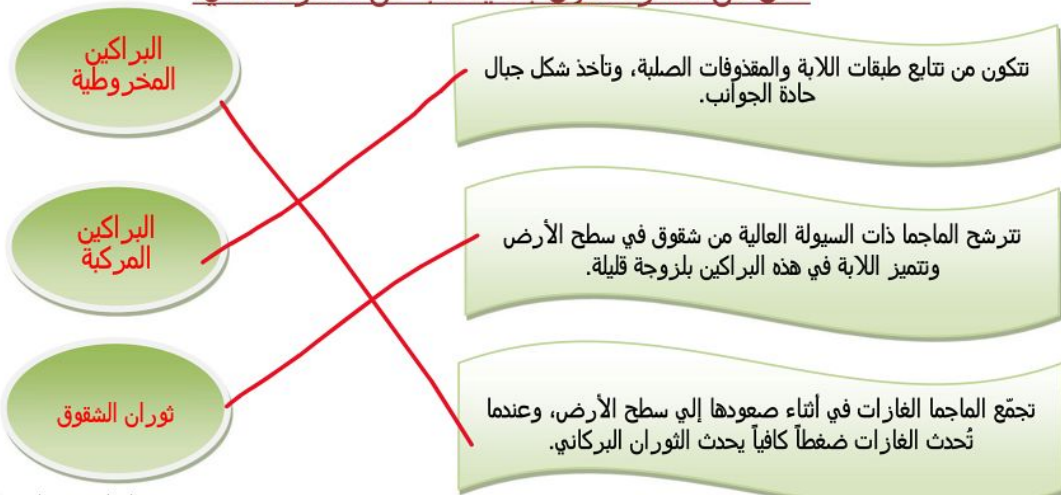 البراكين
المخروطية
تتكون من تتابع طبقات اللابة والمقذوفات الصلبة، وتأخذ شكل جبال
حادة الجوانب.
البراكين
المركبة
تترشح الماجما ذات السيولة العالية من شقوق في سطح الأرض
وتتميز اللابة في هذه البراكين بلزوجة قليلة.
ثوران الشقوق
تجمّع الماجما الغازات في أثناء صعودها إلي سطح الأرض، وعندما
تُحدث الغازات ضغطاً كافياً يحدث الثوران البركاني.